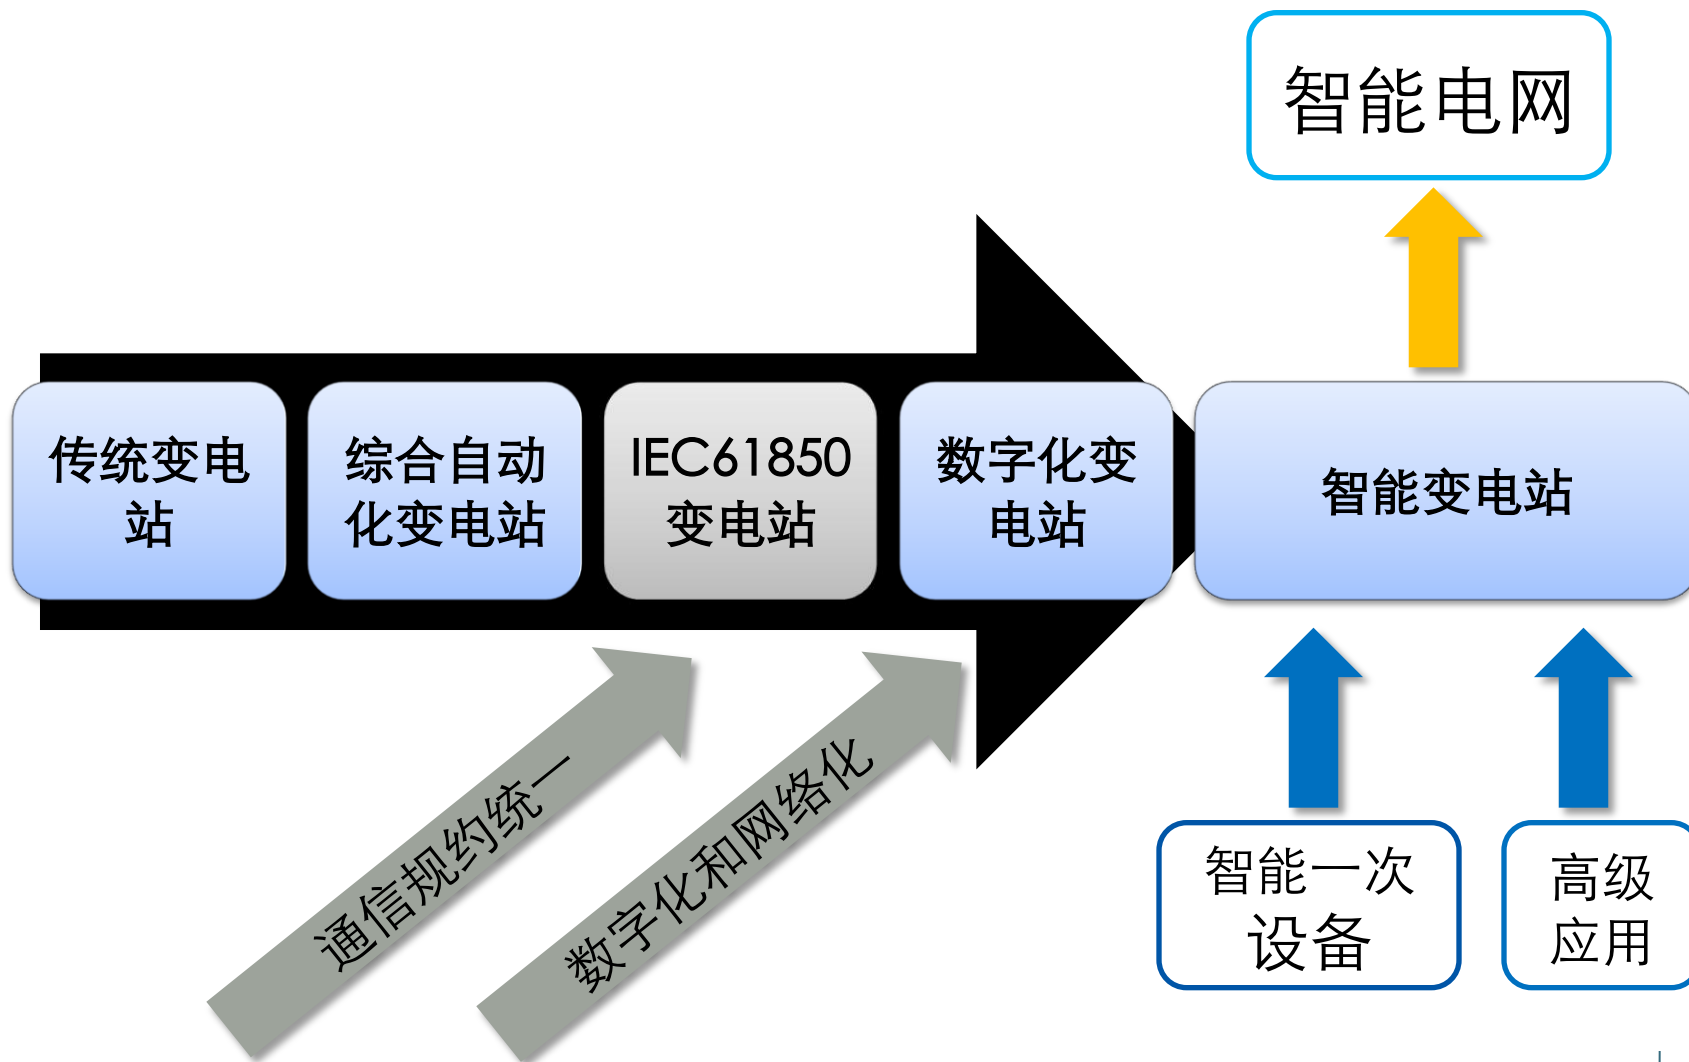 智能电网
传统变电
站
综合自动
化变电站
IEC61850
变电站
数字化变
电站
智能变电站
通信规约统一
数字化和网络化
智能一次
设备
高级
应用